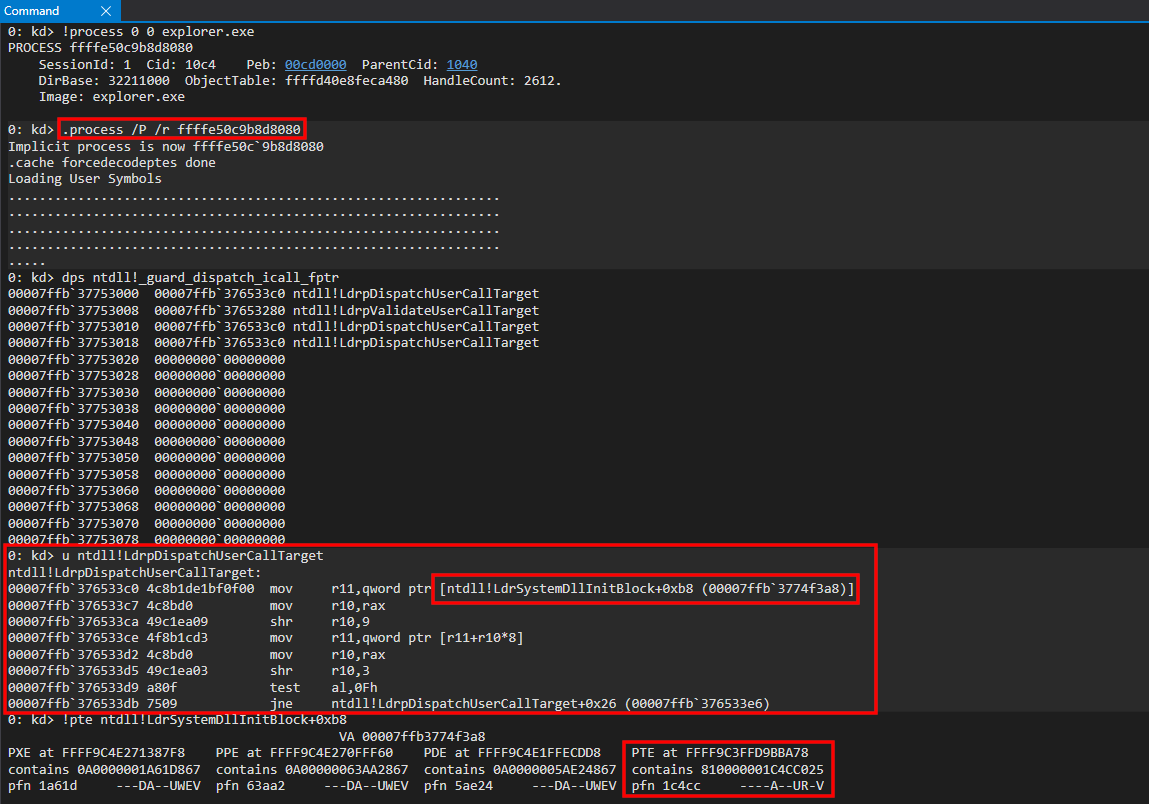 Command
0: kd> !process 0 0 explorer.exe
PROCESS ffffe50c9b8d8080
    SessionId: 1  Cid: 10c4    Peb: 00cd0000  ParentCid: 1040
    DirBase: 32211000  ObjectTable: ffffd40e8feca480  HandleCount: 2612.
    Image: explorer.exe
0: kd> .process /P /r ffffe50c9b8d8080
Implicit process is now ffffe50c`9b8d8080
.cache forcedecodeptes done
Loading User Symbols
................................................................
................................................................
................................................................
................................................................
.....
0: kd> dps ntdll!_guard_dispatch_icall_fptr
00007ffb`37753000  00007ffb`376533c0 ntdll!LdrpDispatchUserCallTarget
00007ffb`37753008  00007ffb`37653280 ntdll!LdrpValidateUserCallTarget
00007ffb`37753010  00007ffb`376533c0 ntdll!LdrpDispatchUserCallTarget
00007ffb`37753018  00007ffb`376533c0 ntdll!LdrpDispatchUserCallTarget
00007ffb`37753020  00000000`00000000
00007ffb`37753028  00000000`00000000
00007ffb`37753030  00000000`00000000
00007ffb`37753038  00000000`00000000
00007ffb`37753040  00000000`00000000
00007ffb`37753048  00000000`00000000
00007ffb`37753050  00000000`00000000
00007ffb`37753058  00000000`00000000
00007ffb`37753060  00000000`00000000
00007ffb`37753068  00000000`00000000
00007ffb`37753070  00000000`00000000
00007ffb`37753078  00000000`00000000
0: kd> u ntdll!LdrpDispatchUserCallTarget
ntdll!LdrpDispatchUserCallTarget:
00007ffb`376533c0 4c8b1de1bf0f00  mov     r11,qword ptr [ntdll!LdrSystemDllInitBlock+0xb8 (00007ffb`3774f3a8)]
00007ffb`376533c7 4c8bd0          mov     r10,rax
00007ffb`376533ca 49c1ea09        shr     r10,9
00007ffb`376533ce 4f8b1cd3        mov     r11,qword ptr [r11+r10*8]
00007ffb`376533d2 4c8bd0          mov     r10,rax
00007ffb`376533d5 49c1ea03        shr     r10,3
00007ffb`376533d9 a80f            test    al,0Fh
00007ffb`376533db 7509            jne     ntdll!LdrpDispatchUserCallTarget+0x26 (00007ffb`376533e6)
0: kd> !pte ntdll!LdrSystemDllInitBlock+0xb8
                                           VA 00007ffb3774f3a8
PXE at FFFF9C4E271387F8    PPE at FFFF9C4E270FFF60    PDE at FFFF9C4E1FFECDD8    PTE at FFFF9C3FFD9BBA78
contains 0A0000001A61D867  contains 0A00000063AA2867  contains 0A0000005AE24867  contains 810000001C4CC025
pfn 1a61d     ---DA--UWEV  pfn 63aa2     ---DA--UWEV  pfn 5ae24     ---DA--UWEV  pfn 1c4cc     ----A--UR-V